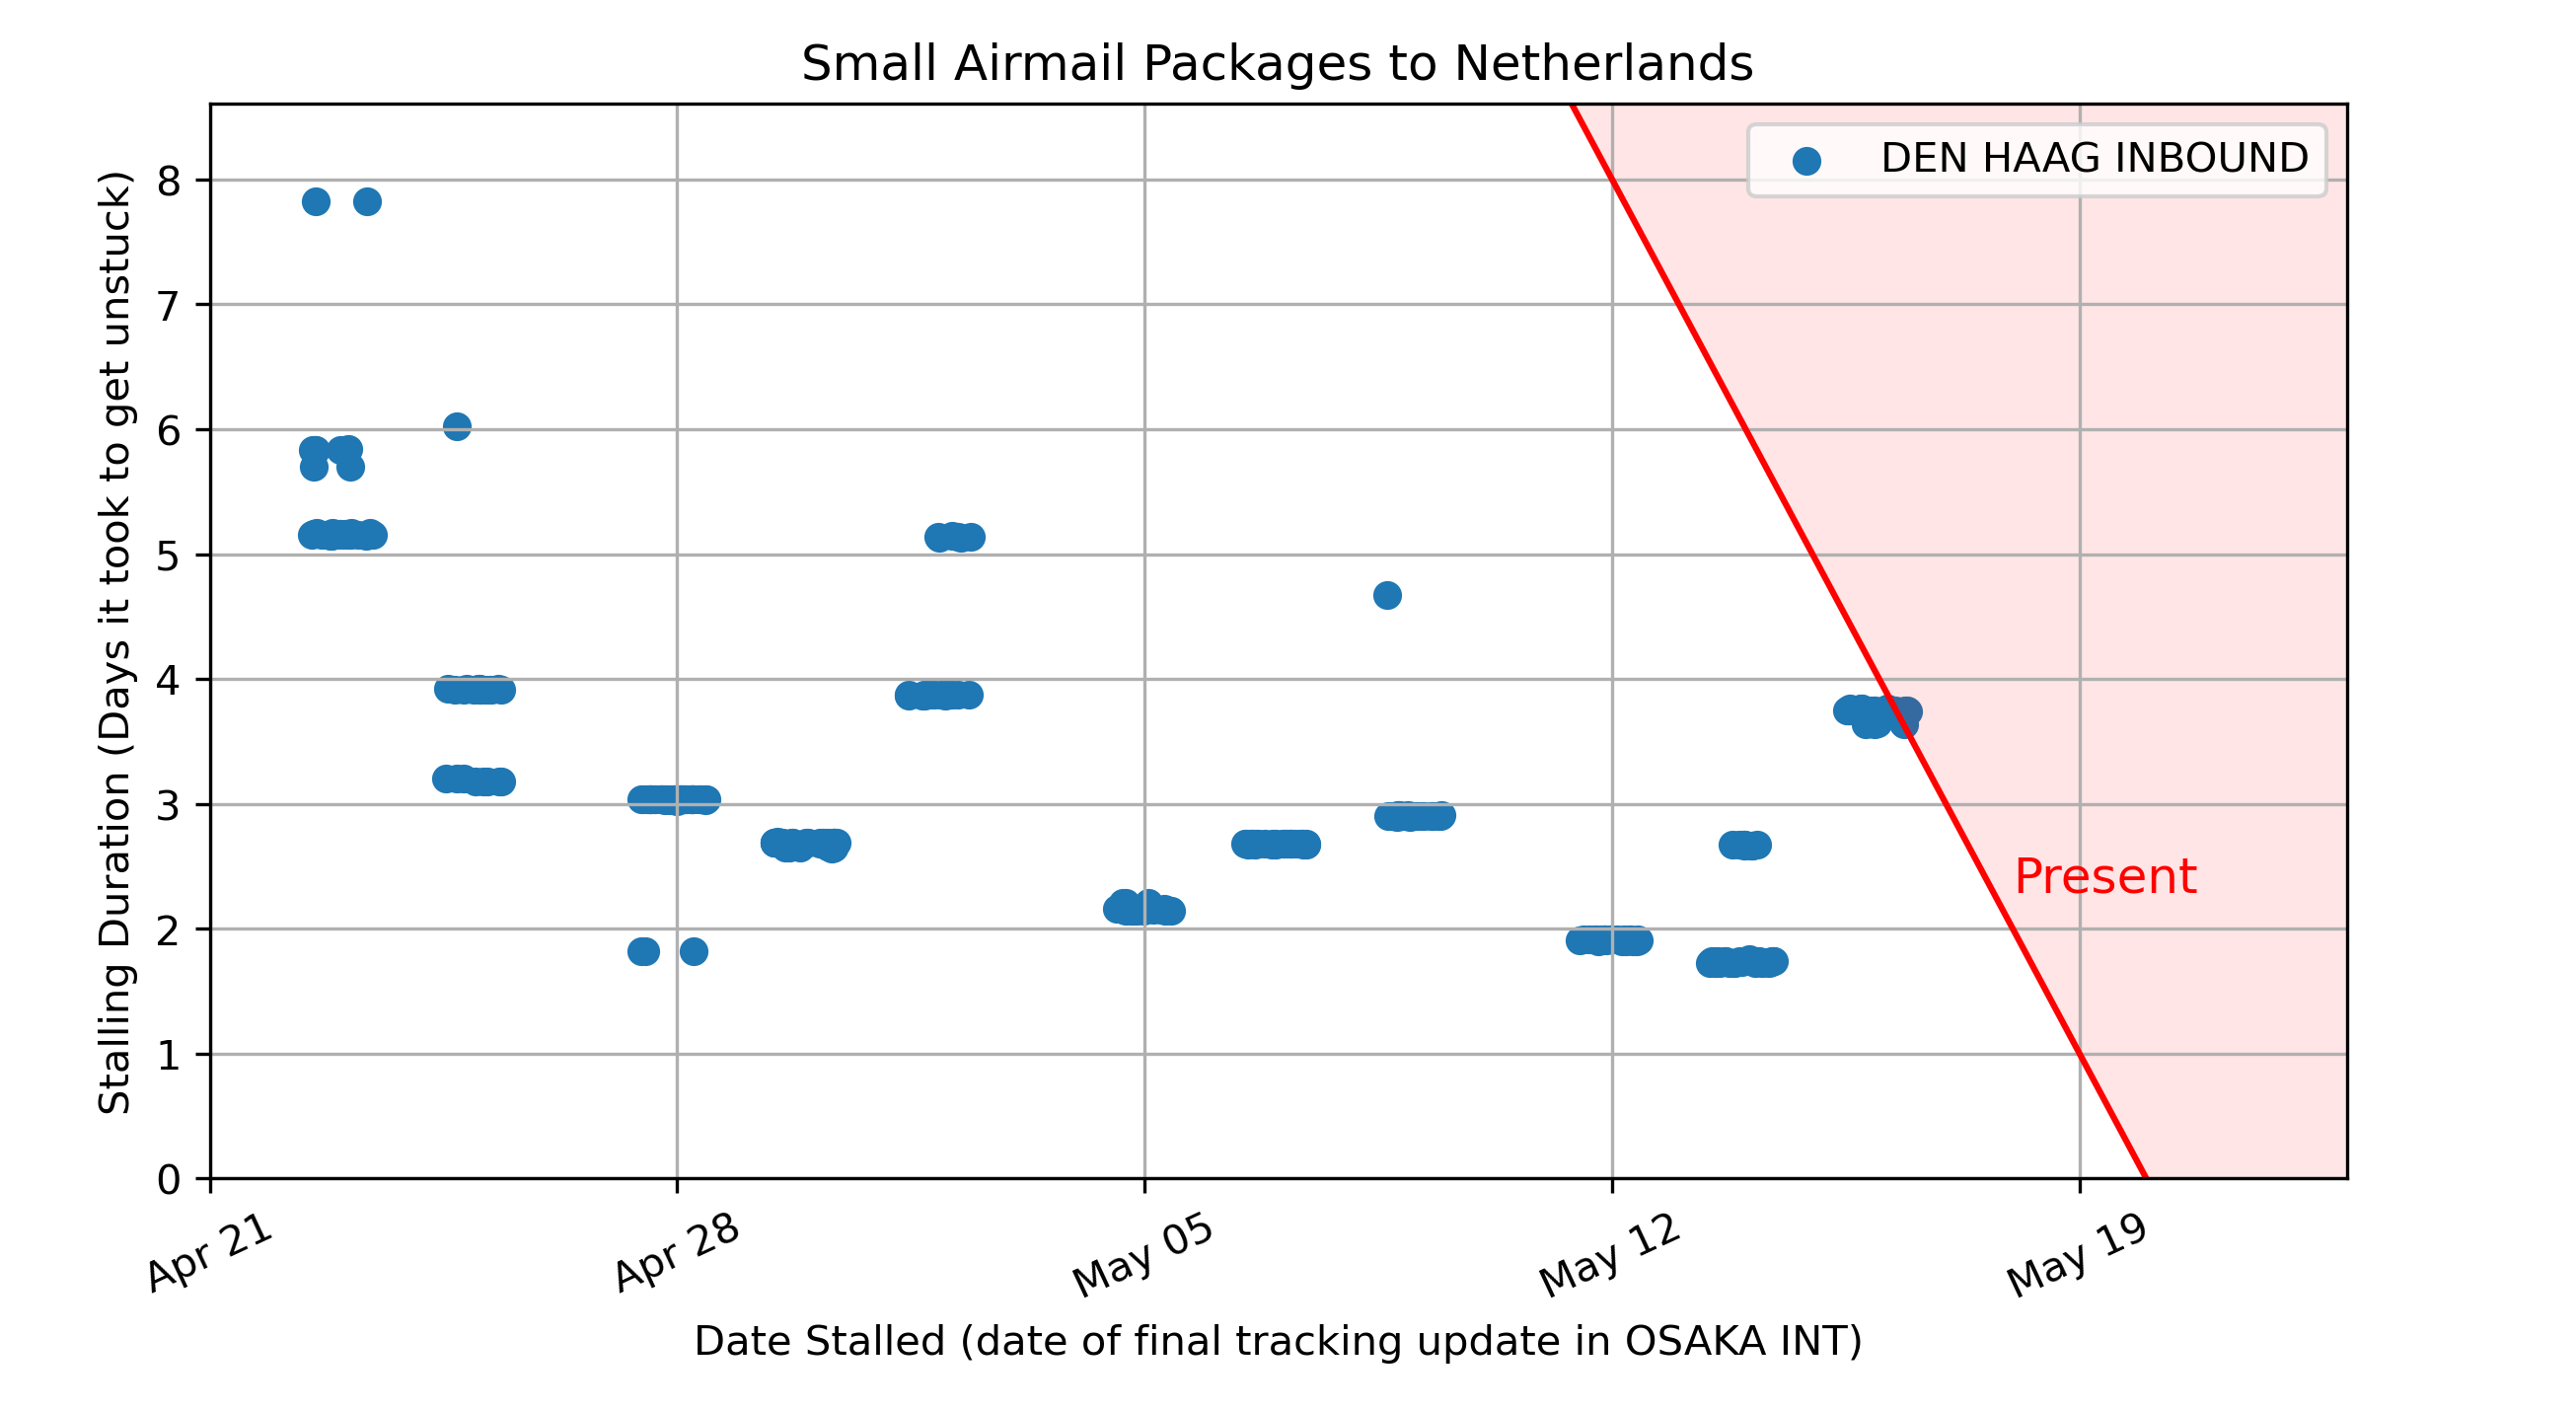 Small Airmail Packages to Netherlands
DEN HAAG INBOUND
Stalling Duration (Days it took to get unstuck)
8
7
6
5
4
3
2
1
0
Present
Apr 21
Apr 28
May 05
May 12
May 19
Date Stalled (date of final tracking update in OSAKA INT)